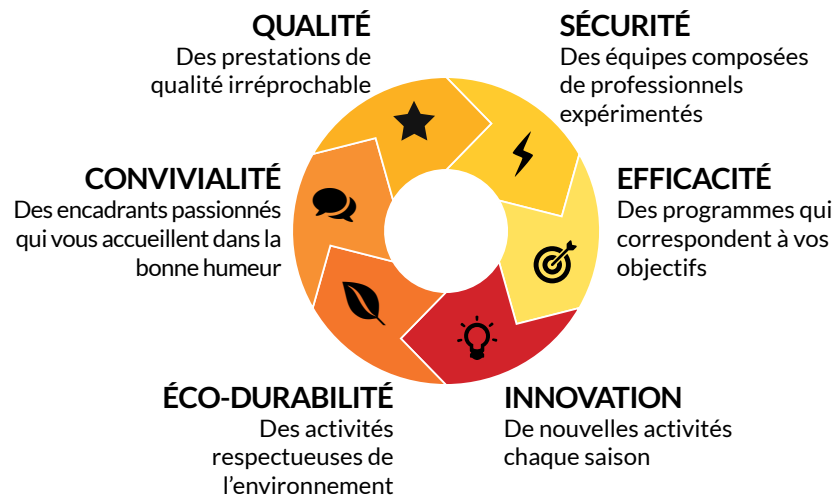 QUALITÉ
Des prestations de
qualité irréprochable
SÉCURITÉ
Des équipes composées
de professionnels
expérimentés
CONVIVIALITÉ
Des encadrants passionnés
qui vous accueillent dans la
bonne humeur
EFFICACITÉ
Des programmes qui
correspondent à vos
objectifs
ÉCO-DURABILITÉ
Des activités
respectueuses de
l’environnement
INNOVATION
De nouvelles activités
chaque saison